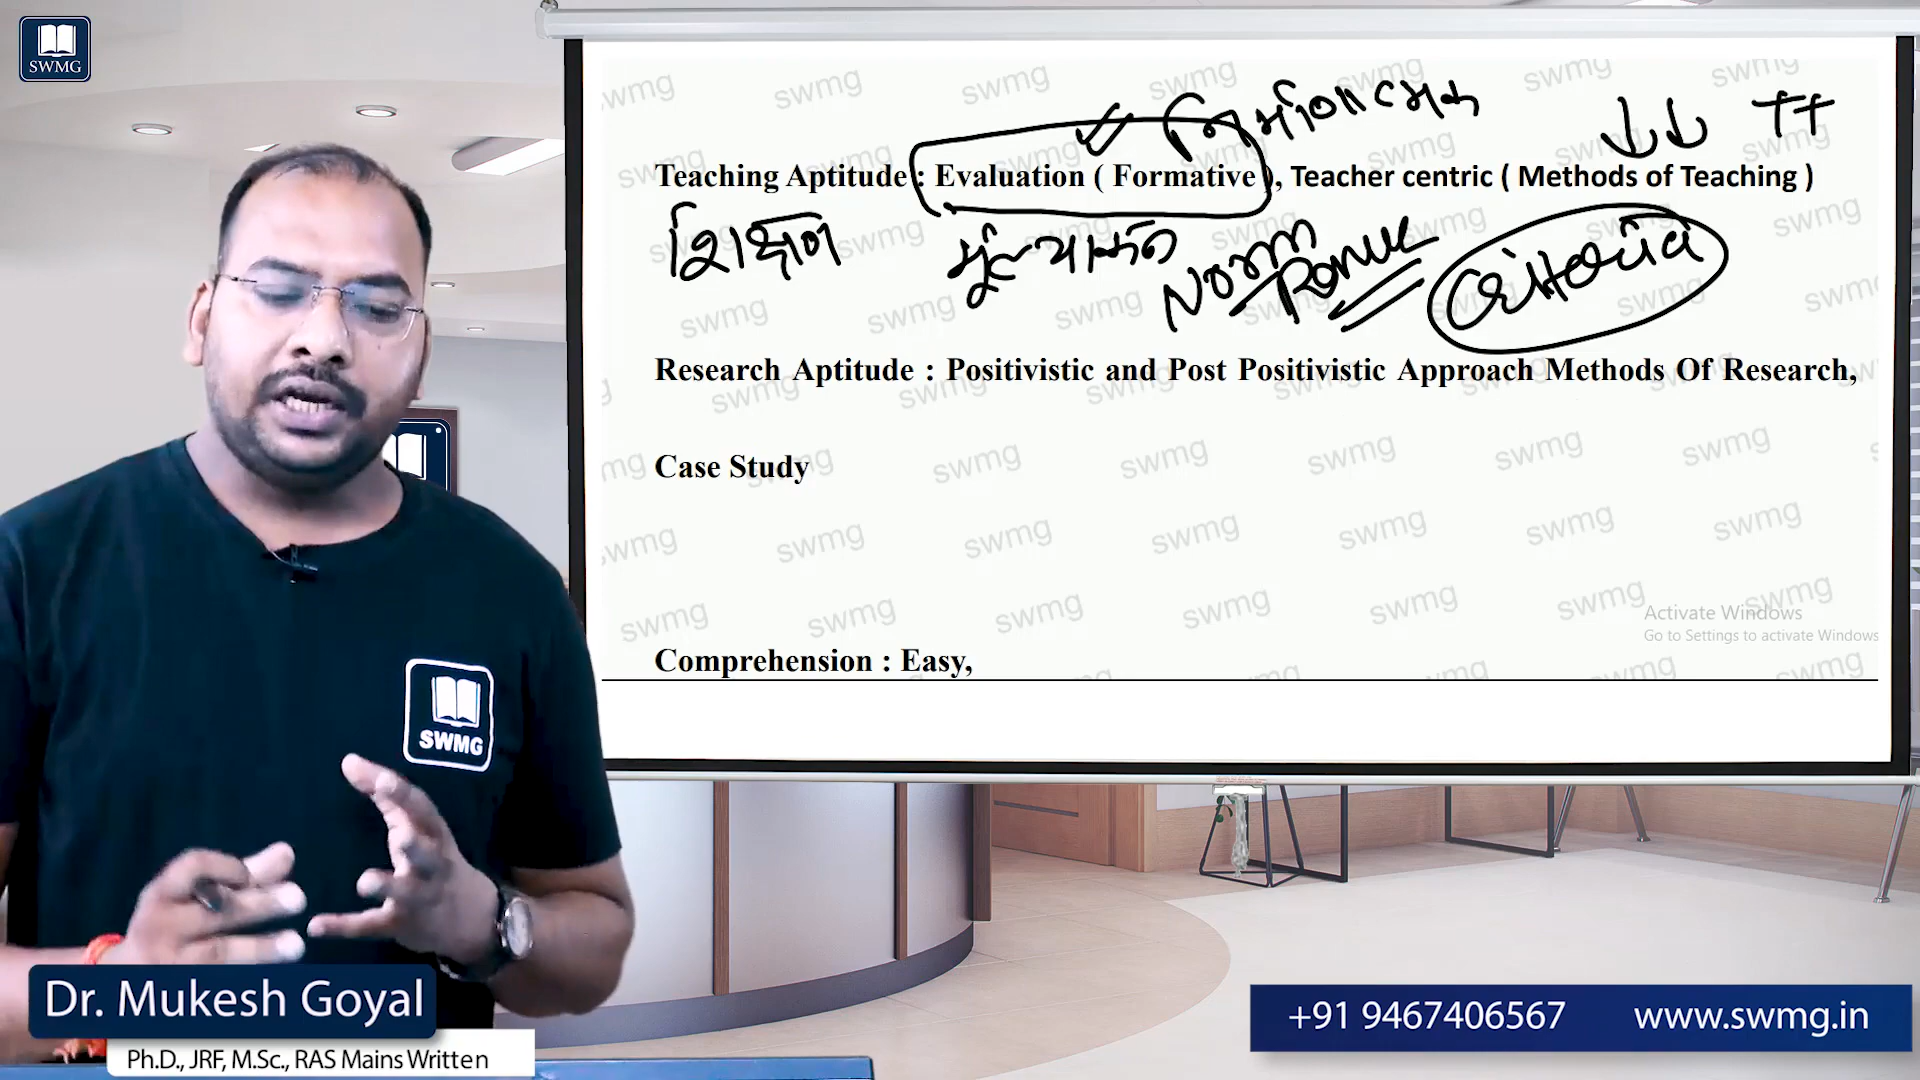 SWMG
निर्माणात्मक
Teaching Aptitude : Evaluation ( Formative ), Teacher centric ( Methods of Teaching )
शिक्षण मूल्यांकन Norm
Research Aptitude : Positivistic and Post Positivistic Approach Methods Of Research,
Case Study
Activate Windows
Go to Settings to activate Windows
Comprehension : Easy,
SWMG
Dr. Mukesh Goyal
Ph.D., JRF, M.Sc., RAS Mains Written
+91 9467406567 www.swmg.in